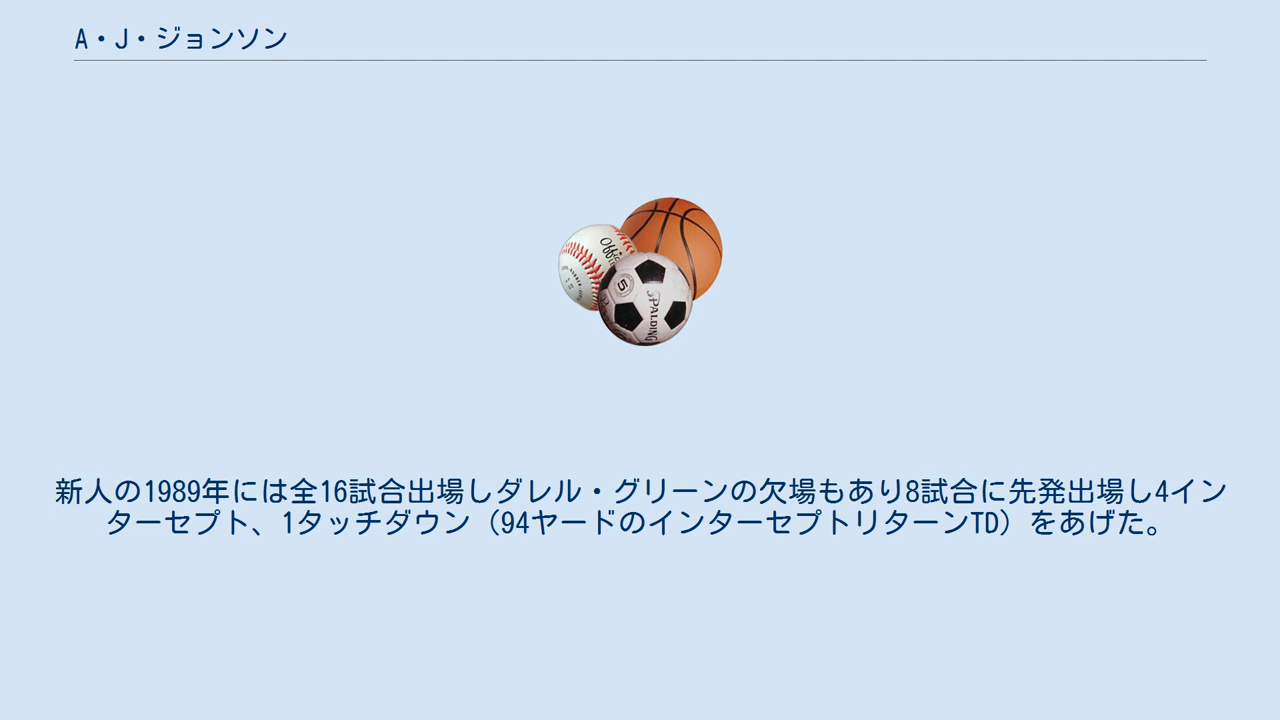 A・J・ジョンソン
Offic
5
SPALDING
新人の1989年には全16試合出場しダレル・グリーンの欠場もあり8試合に先発出場し4イン
ターセプト、1タッチダウン（94ヤードのインターセプトリターンTD）をあげた。